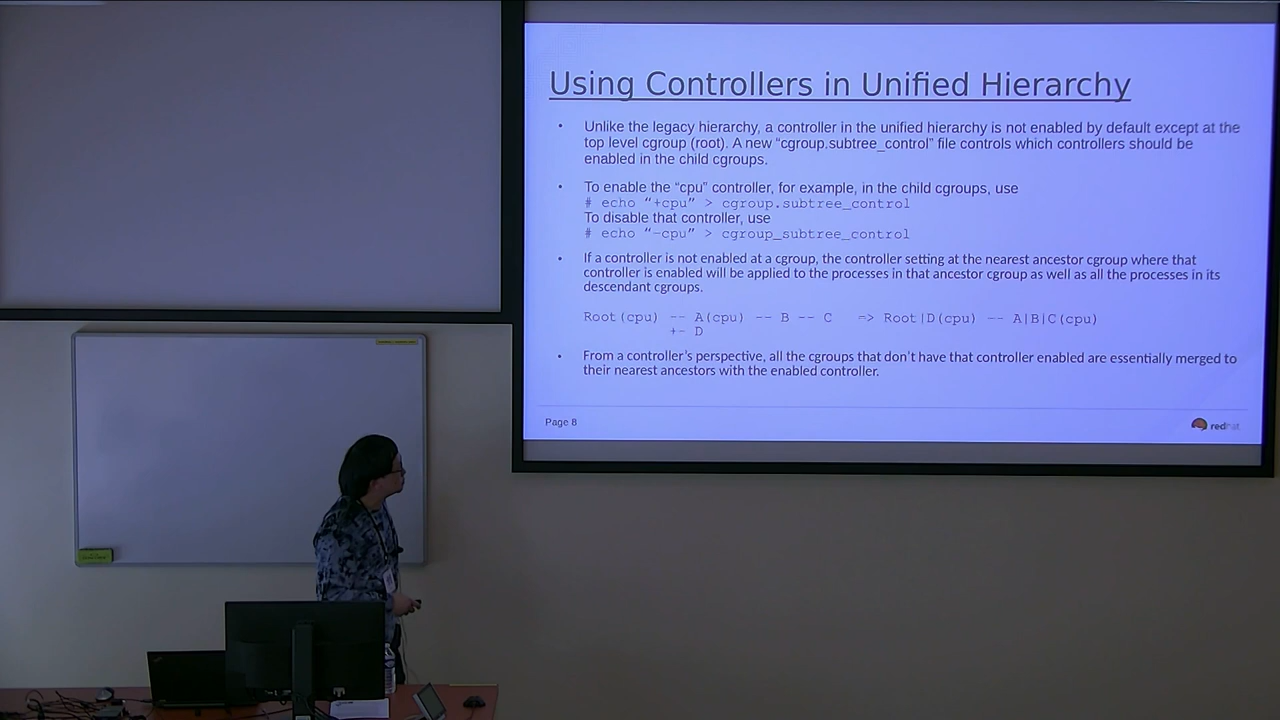 Using Controllers in Unified Hierarchy
• Unlike the legacy hierarchy, a controller in the unified hierarchy is not enabled by default except at the
top level cgroup (root). A new “cgroup.subtree_control” file controls which controllers should be
enabled in the child cgroups.
• To enable the “cpu” controller, for example, in the child cgroups, use
# echo “+cpu” > cgroup.subtree_control
To disable that controller, use
# echo “-cpu” > cgroup_subtree_control
• If a controller is not enabled at a cgroup, the controller setting at the nearest ancestor cgroup where that
controller is enabled will be applied to the processes in that ancestor cgroup as well as all the processes in its
descendant cgroups.
Root(cpu) -- A(cpu) -- B -- C => Root|D(cpu) -- A|B|C(cpu)
+- D
• From a controller's perspective, all the cgroups that don't have that controller enabled are essentially merged to
their nearest ancestors with the enabled controller.
Page 8
redhat